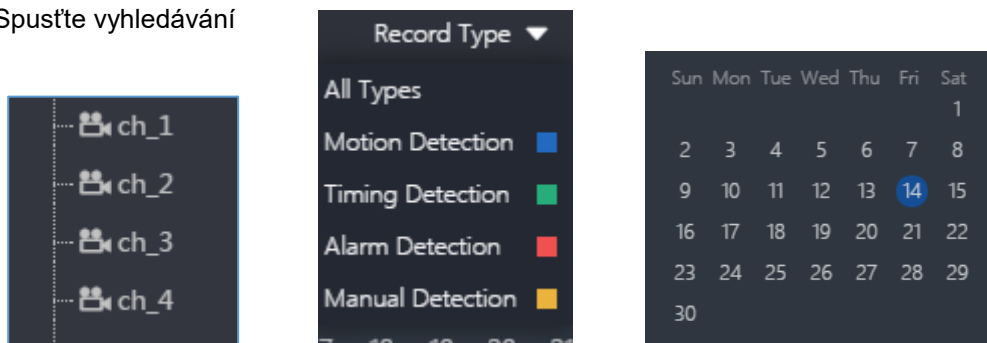 Spusťte vyhledávání
ch_1
ch_2
ch_3
ch_4
Record Type
All Types
Motion Detection
Timing Detection
Alarm Detection
Manual Detection
Sun Mon Tue Wed Thu Fri Sat
1
2 3 4 5 6 7 8
9 10 11 12 13 14 15
16 17 18 19 20 21 22
23 24 25 26 27 28 29
30